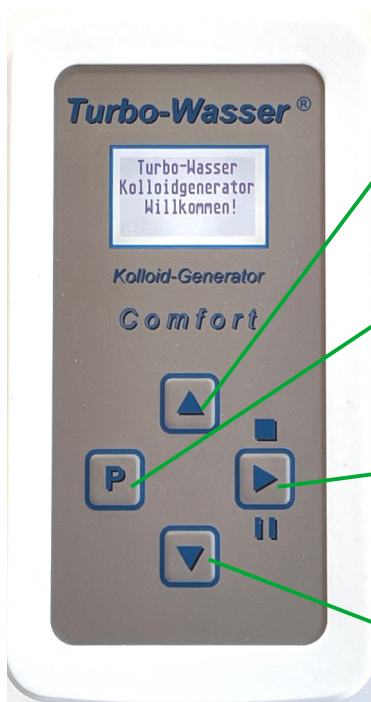 Turbo-Wasser ®
Turbo-Wasser
Kolloidgenerator
Willkommen!
Kolloid-Generator
Comfort
P